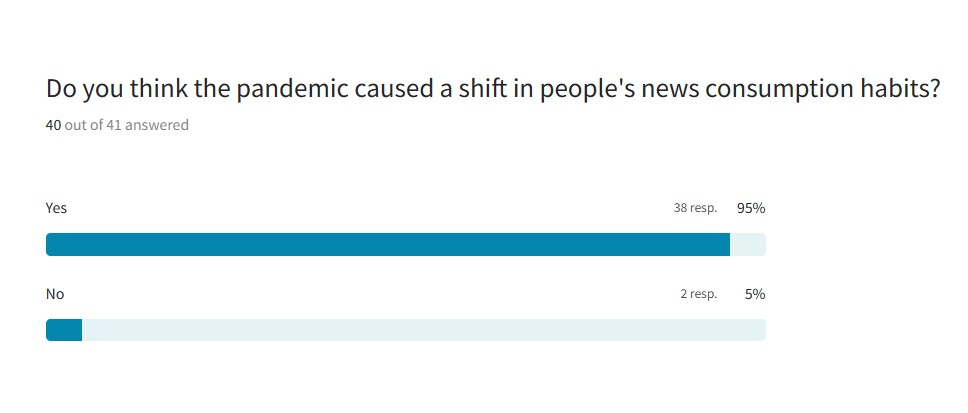 Do you think the pandemic caused a shift in people's news consumption habits?
40 out of 41 answered
Yes 38 resp. 95%
No 2 resp. 5%